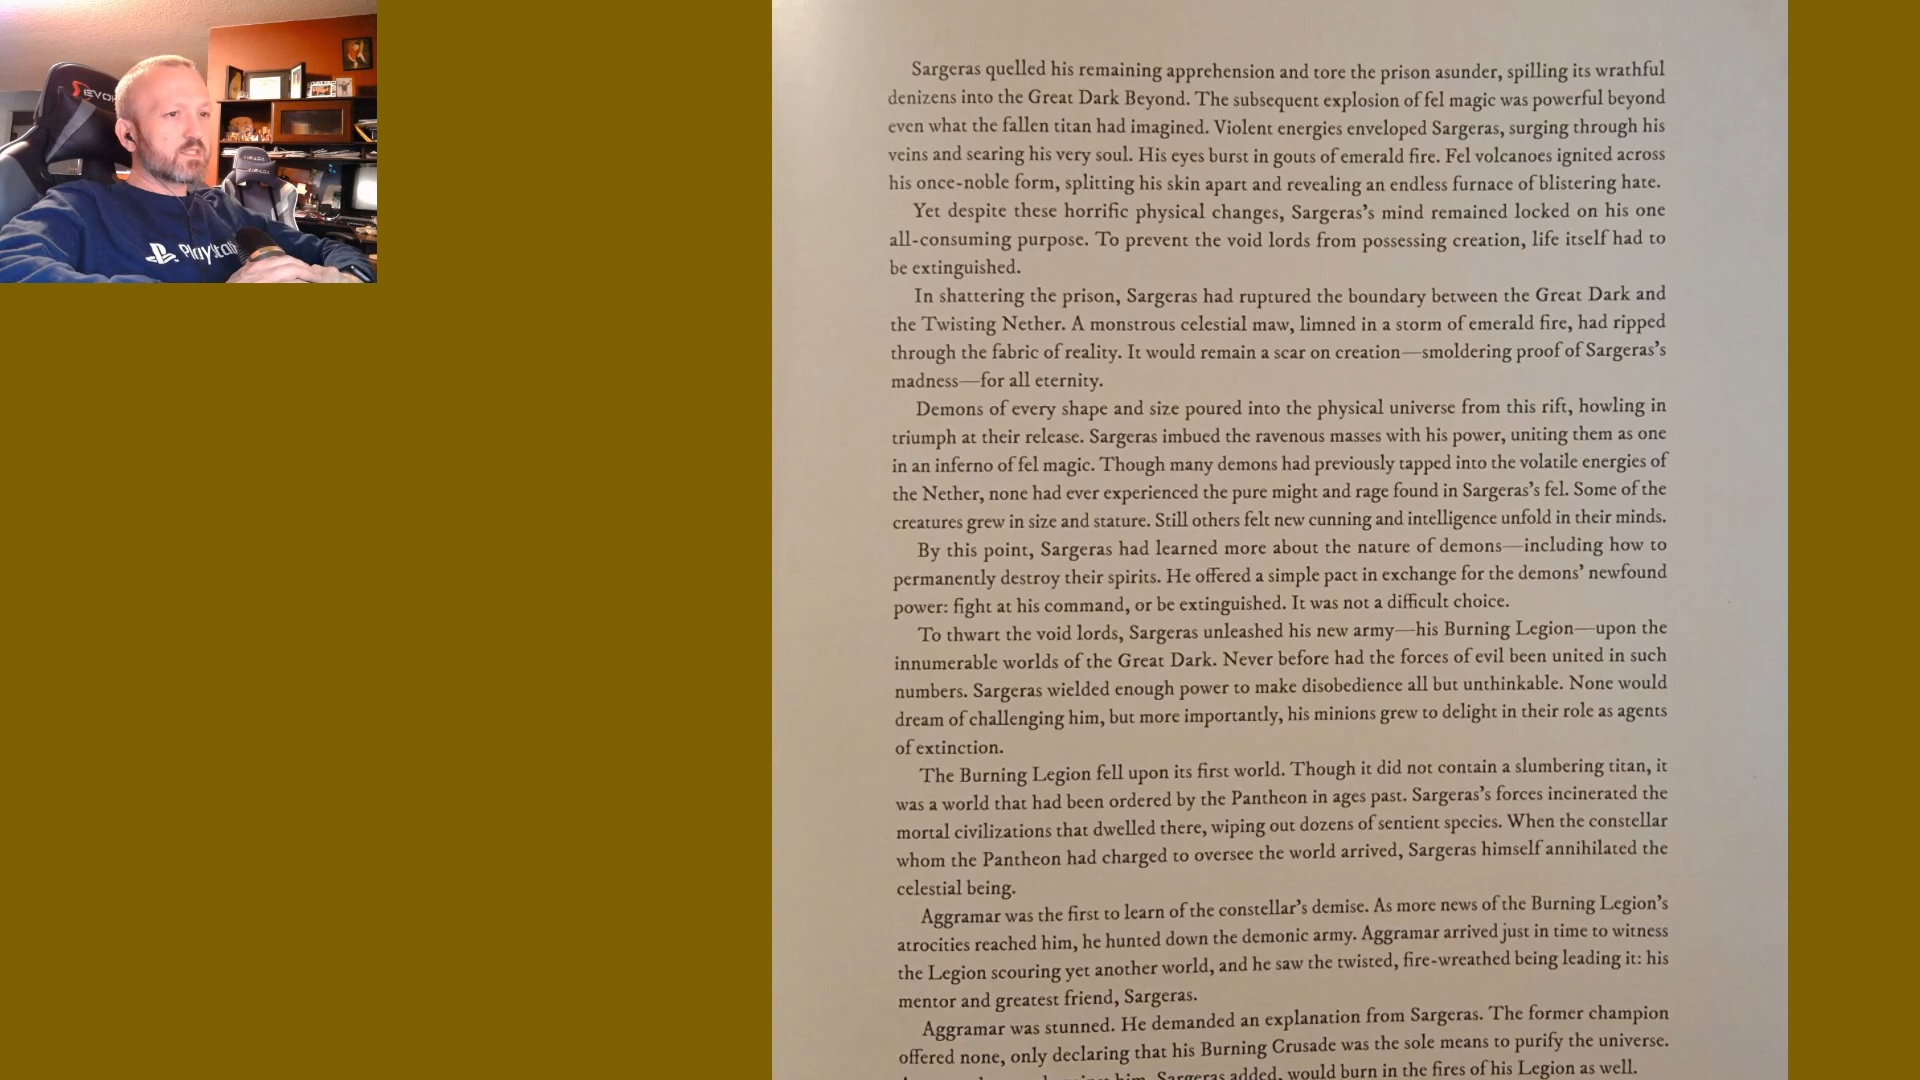 Sargeras quelled his remaining apprehension and tore the prison asunder, spilling its wrathful
denizens into the Great Dark Beyond. The subsequent explosion of fel magic was powerful beyond
even what the fallen titan had imagined. Violent energies enveloped Sargeras, surging through his
veins and searing his very soul. His eyes burst in gouts of emerald fire. Fel volcanoes ignited across
his once-noble form, splitting his skin apart and revealing an endless furnace of blistering hate.
Yet despite these horrific physical changes, Sargeras's mind remained locked on his one
all-consuming purpose. To prevent the void lords from possessing creation, life itself had to
be extinguished.
In shattering the prison, Sargeras had ruptured the boundary between the Great Dark and
the Twisting Nether. A monstrous celestial maw, limned in a storm of emerald fire, had ripped
through the fabric of reality. It would remain a scar on creation—smoldering proof of Sargeras's
madness—for all eternity.
Demons of every shape and size poured into the physical universe from this rift, howling in
triumph at their release. Sargeras imbued the ravenous masses with his power, uniting them as one
in an inferno of fel magic. Though many demons had previously tapped into the volatile energies of
the Nether, none had ever experienced the pure might and rage found in Sargeras's fel. Some of the
creatures grew in size and stature. Still others felt new cunning and intelligence unfold in their minds.
By this point, Sargeras had learned more about the nature of demons—including how to
permanently destroy their spirits. He offered a simple pact in exchange for the demons' newfound
power: fight at his command, or be extinguished. It was not a difficult choice.
To thwart the void lords, Sargeras unleashed his new army—his Burning Legion—upon the
innumerable worlds of the Great Dark. Never before had the forces of evil been united in such
numbers. Sargeras wielded enough power to make disobedience all but unthinkable. None would
dream of challenging him, but more importantly, his minions grew to delight in their role as agents
of extinction.
The Burning Legion fell upon its first world. Though it did not contain a slumbering titan, it
was a world that had been ordered by the Pantheon in ages past. Sargeras's forces incinerated the
mortal civilizations that dwelled there, wiping out dozens of sentient species. When the constellar
whom the Pantheon had charged to oversee the world arrived, Sargeras himself annihilated the
celestial being.
Aggramar was the first to learn of the constellar's demise. As more news of the Burning Legion's
atrocities reached him, he hunted down the demonic army. Aggramar arrived just in time to witness
the Legion scouring yet another world, and he saw the twisted, fire-wreathed being leading it: his
mentor and greatest friend, Sargeras.
Aggramar was stunned. He demanded an explanation from Sargeras. The former champion
offered none, only declaring that his Burning Crusade was the sole means to purify the universe.
him, Sargeras added, would burn in the fires of his Legion as well.